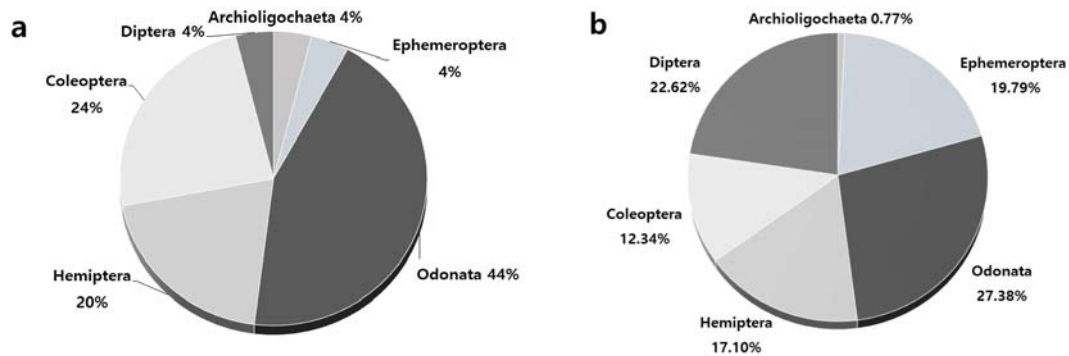 a
Archioligochaeta 4%
Diptera 4%
Ephemeroptera
4%
Coleoptera
24%
Hemiptera
20%
Odonata 44%
b
Archioligochaeta 0.77%
Diptera
22.62%
Ephemeroptera
19.79%
Coleoptera
12.34%
Odonata
27.38%
Hemiptera
17.10%